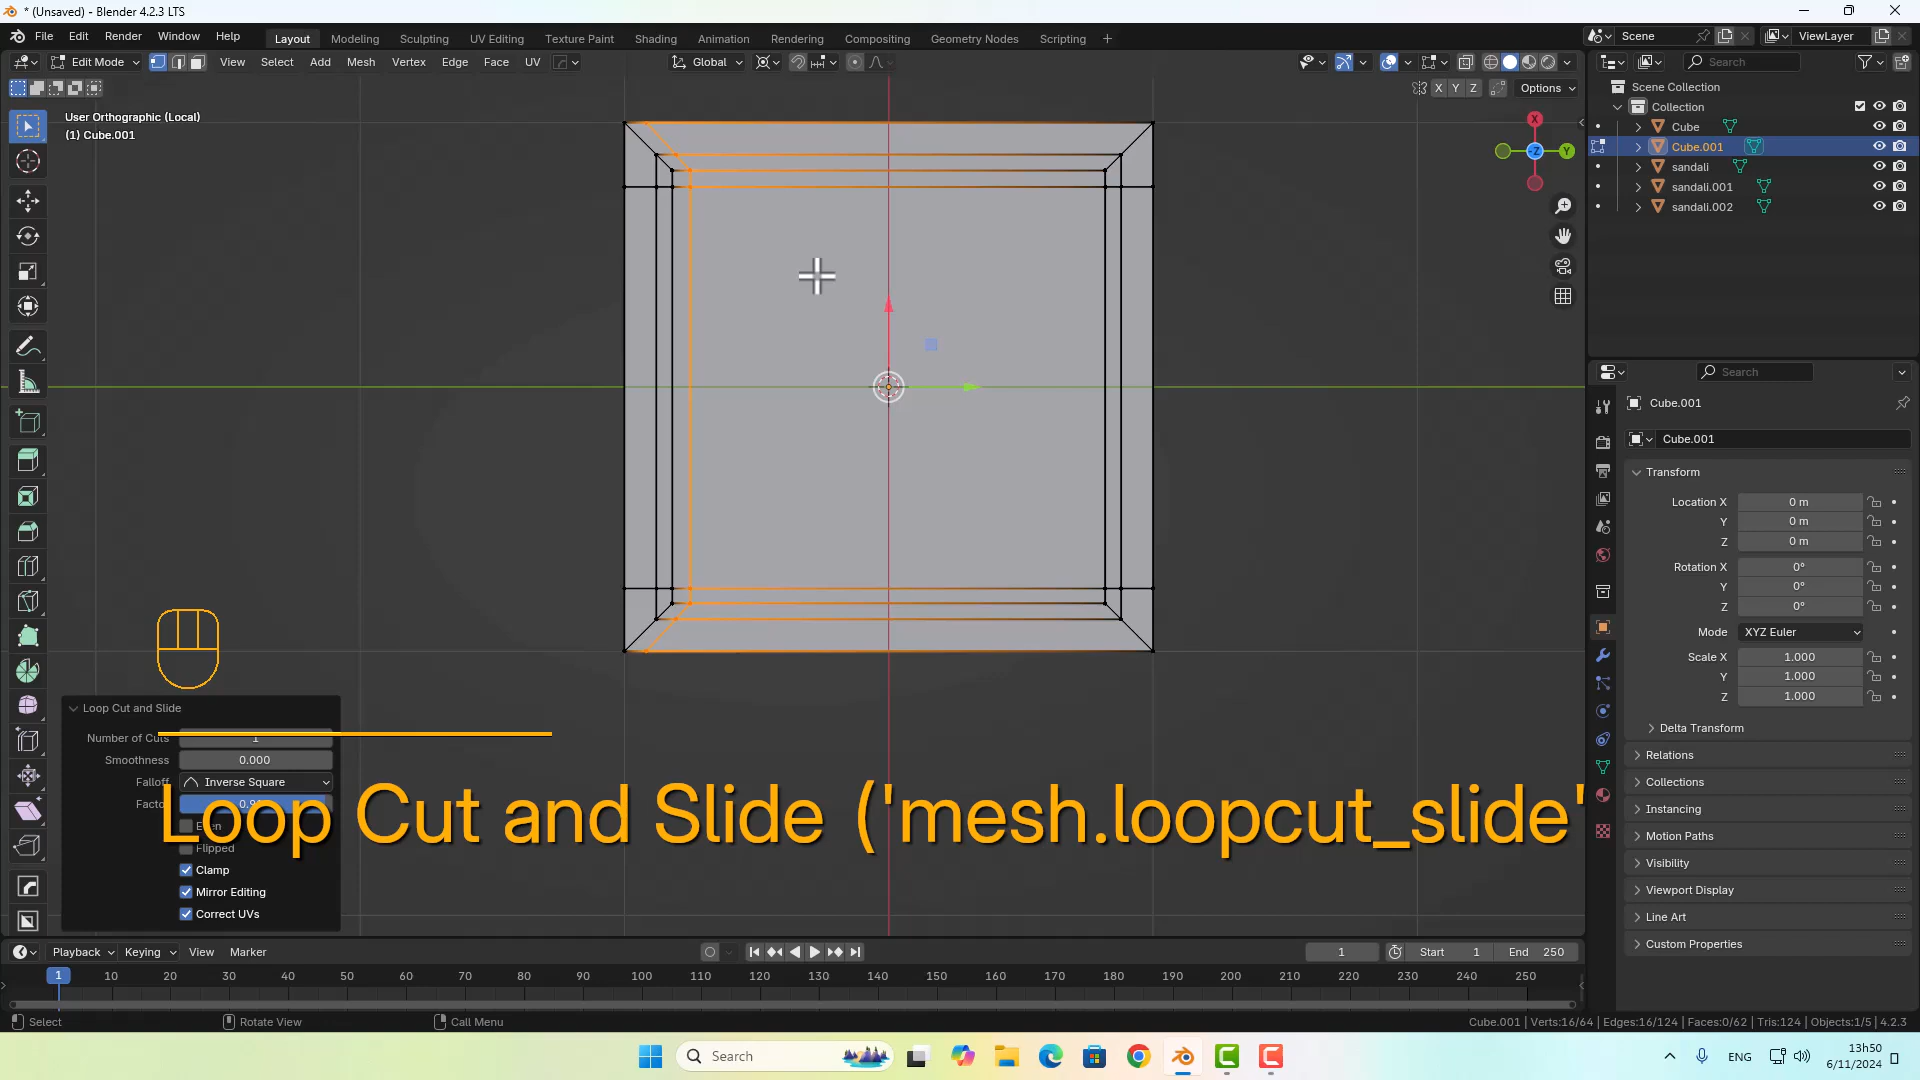 * (Unsaved) - Blender 4.2.3 LTS
File Edit Render Window Help Layout Modeling Sculpting UV Editing Texture Paint Shading Animation Rendering Compositing Geometry Nodes Scripting + Scene ViewLayer
Edit Mode View Select Add Mesh Vertex Edge Face UV Global Search
X Y Z Options
User Orthographic (Local)
(1) Cube.001
Scene Collection
Collection
Cube
Cube.001
sandali
sandali.001
sandali.002
X
-Z
Y
Search
Cube.001
Cube.001
Transform
Location X 0 m
Y 0 m
Z 0 m
Rotation X 0°
Y 0°
Z 0°
Mode XYZ Euler
Scale X 1.000
Y 1.000
Z 1.000
Delta Transform
Relations
Collections
Instancing
Motion Paths
Visibility
Viewport Display
Line Art
Custom Properties
Loop Cut and Slide
Number of Cuts 1
Smoothness 0.000
Falloff Inverse Square
Factor
Even
Flipped
Clamp
Mirror Editing
Correct UVs
Loop Cut and Slide ('mesh.loopcut_slide'
Playback Keying View Marker 1 Start 1 End 250
1 10 20 30 40 50 60 70 80 90 100 110 120 130 140 150 160 170 180 190 200 210 220 230 240 250
Select Rotate View Call Menu Cube.001 | Verts:16/64 | Edges:16/124 | Faces:0/62 | Tris:124 | Objects:1/5 | 4.2.3
Search ENG 13h50
6/11/2024